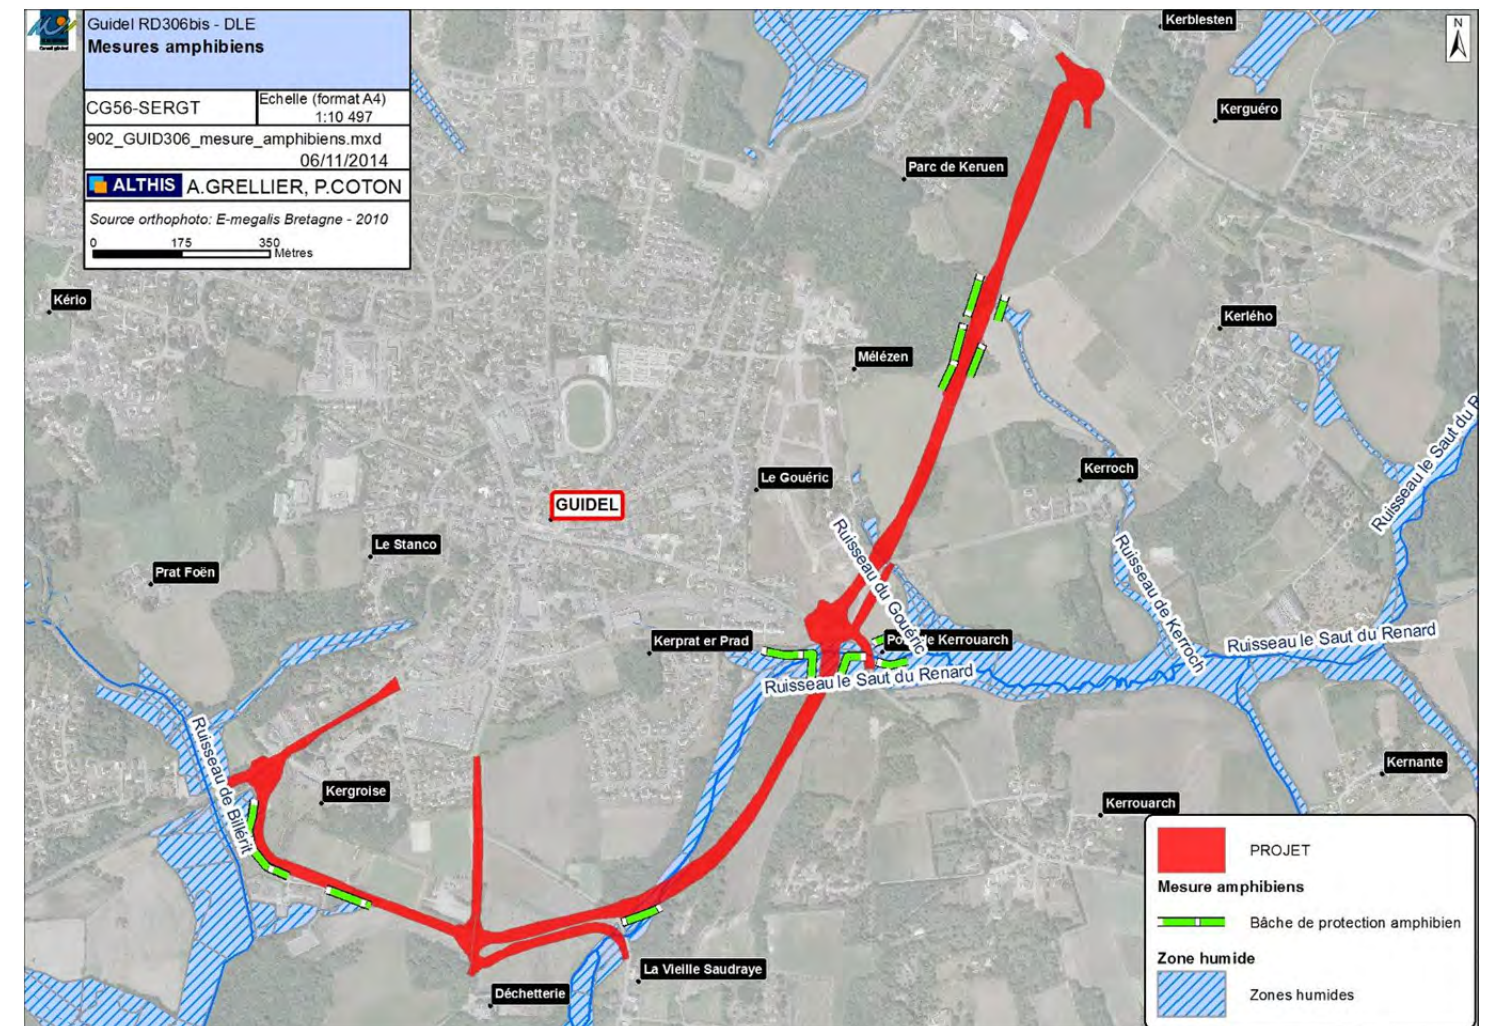 Guidel RD306bis - DLE
Mesures amphibiens
CG56-SERGT
Echelle (format A4)
1:10 497
902_GUID306_mesure_amphibiens.mxd
06/11/2014
ALTHIS A.GRELLIER, P.COTON
Source orthophoto: E-megalis Bretagne - 2010
0 175 350
Mètres
N
Kerblesten
Kerguéro
Parc de Keruen
Kério
Kerlého
Mélézen
Kerroch
Le Gouéric
GUIDEL
Le Stanco
Prat Foën
Ruisseau le Saut du R
Ruisseau du Gouéric
Ruisseau de Kerroch
Kerprat er Prad
de Kerrouarch
Ruisseau le Saut du Renard
Ruisseau le Saut du Renard
Ruisseau de Billérit
Kergroise
Kernante
Kerrouarch
La Vieille Saudraye
Déchetterie
PROJET
Mesure amphibiens
Bâche de protection amphibien
Zone humide
Zones humides